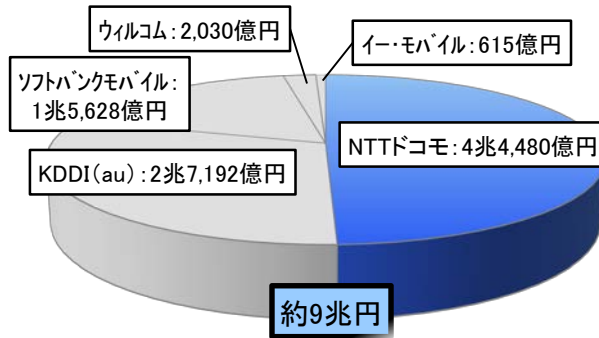 ウィルコム:2,030億円
イー・モバイル:615億円
ソフトバンクモバイル:
1兆5,628億円
NTTドコモ:4兆4,480億円
KDDI(au):2兆7,192億円
約9兆円